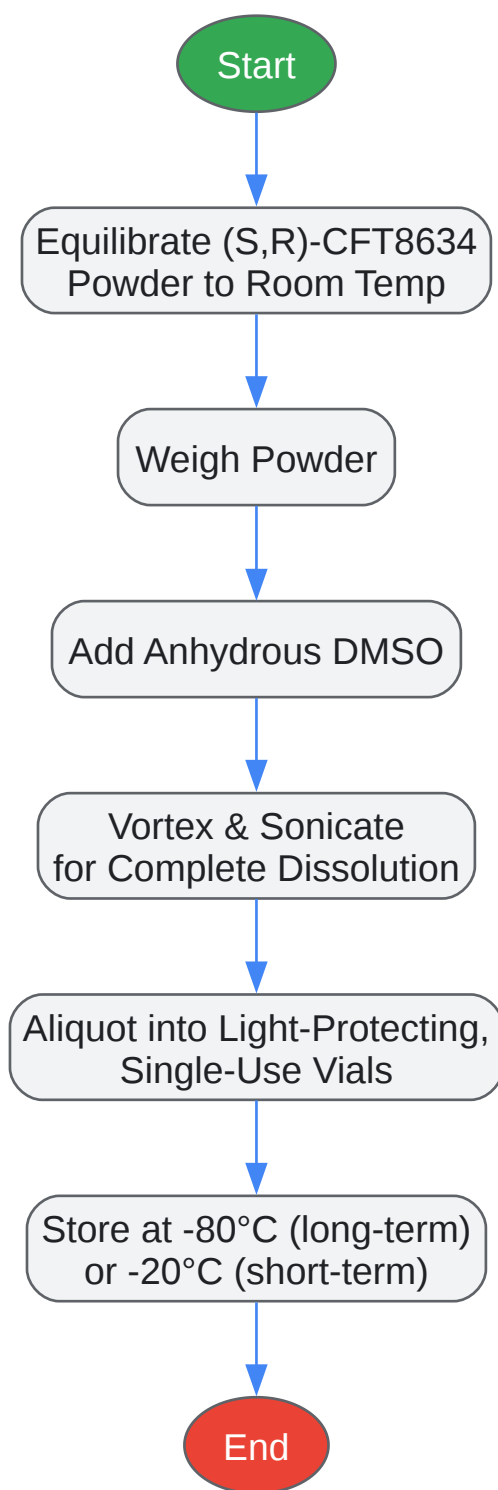 Start
Equilibrate (S,R)-CFT8634
Powder to Room Temp
Weigh Powder
Add Anhydrous DMSO
Vortex & Sonicate
for Complete Dissolution
Aliquot into Light-Protecting,
Single-Use Vials
Store at -80°C (long-term)
or -20°C (short-term)
End